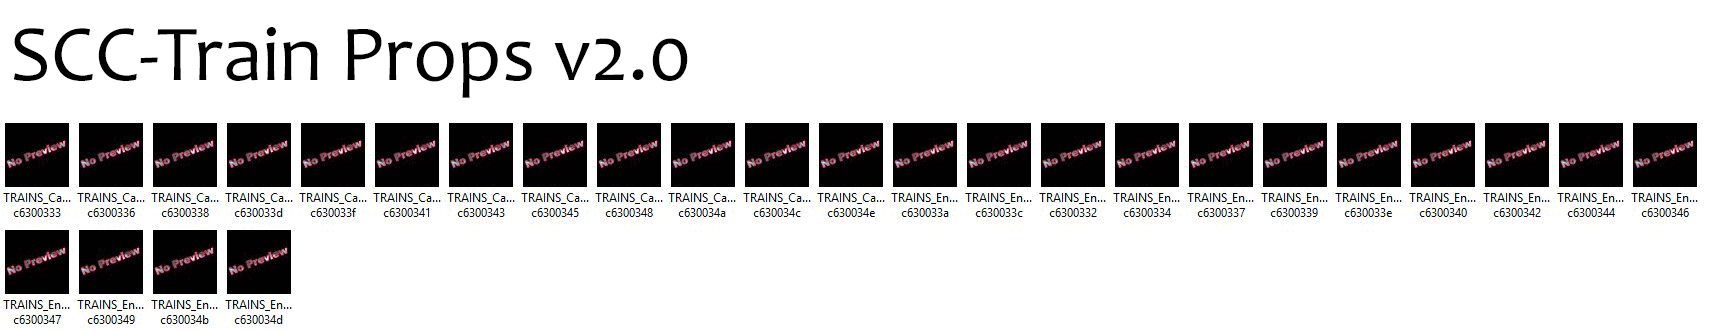 SCC-Train Props v2.0
No Preview No Preview No Preview No Preview No Preview No Preview No Preview No Preview No Preview No Preview No Preview No Preview No Preview No Preview No Preview No Preview No Preview No Preview No Preview No Preview No Preview No Preview No Preview
TRAINS_Ca... TRAINS_Ca... TRAINS_Ca... TRAINS_Ca... TRAINS_Ca... TRAINS_Ca... TRAINS_Ca... TRAINS_Ca... TRAINS_Ca... TRAINS_Ca... TRAINS_Ca... TRAINS_Ca... TRAINS_En... TRAINS_En... TRAINS_En... TRAINS_En... TRAINS_En... TRAINS_En... TRAINS_En... TRAINS_En... TRAINS_En... TRAINS_En... TRAINS_En...
c6300333 c6300336 c6300338 c630033d c630033f c6300341 c6300343 c6300345 c6300348 c630034a c630034c c630034e c630033a c630033c c6300332 c6300334 c6300337 c6300339 c630033e c6300340 c6300342 c6300344 c6300346
No Preview No Preview No Preview No Preview
TRAINS_En... TRAINS_En... TRAINS_En... TRAINS_En...
c6300347 c6300349 c630034b c630034d